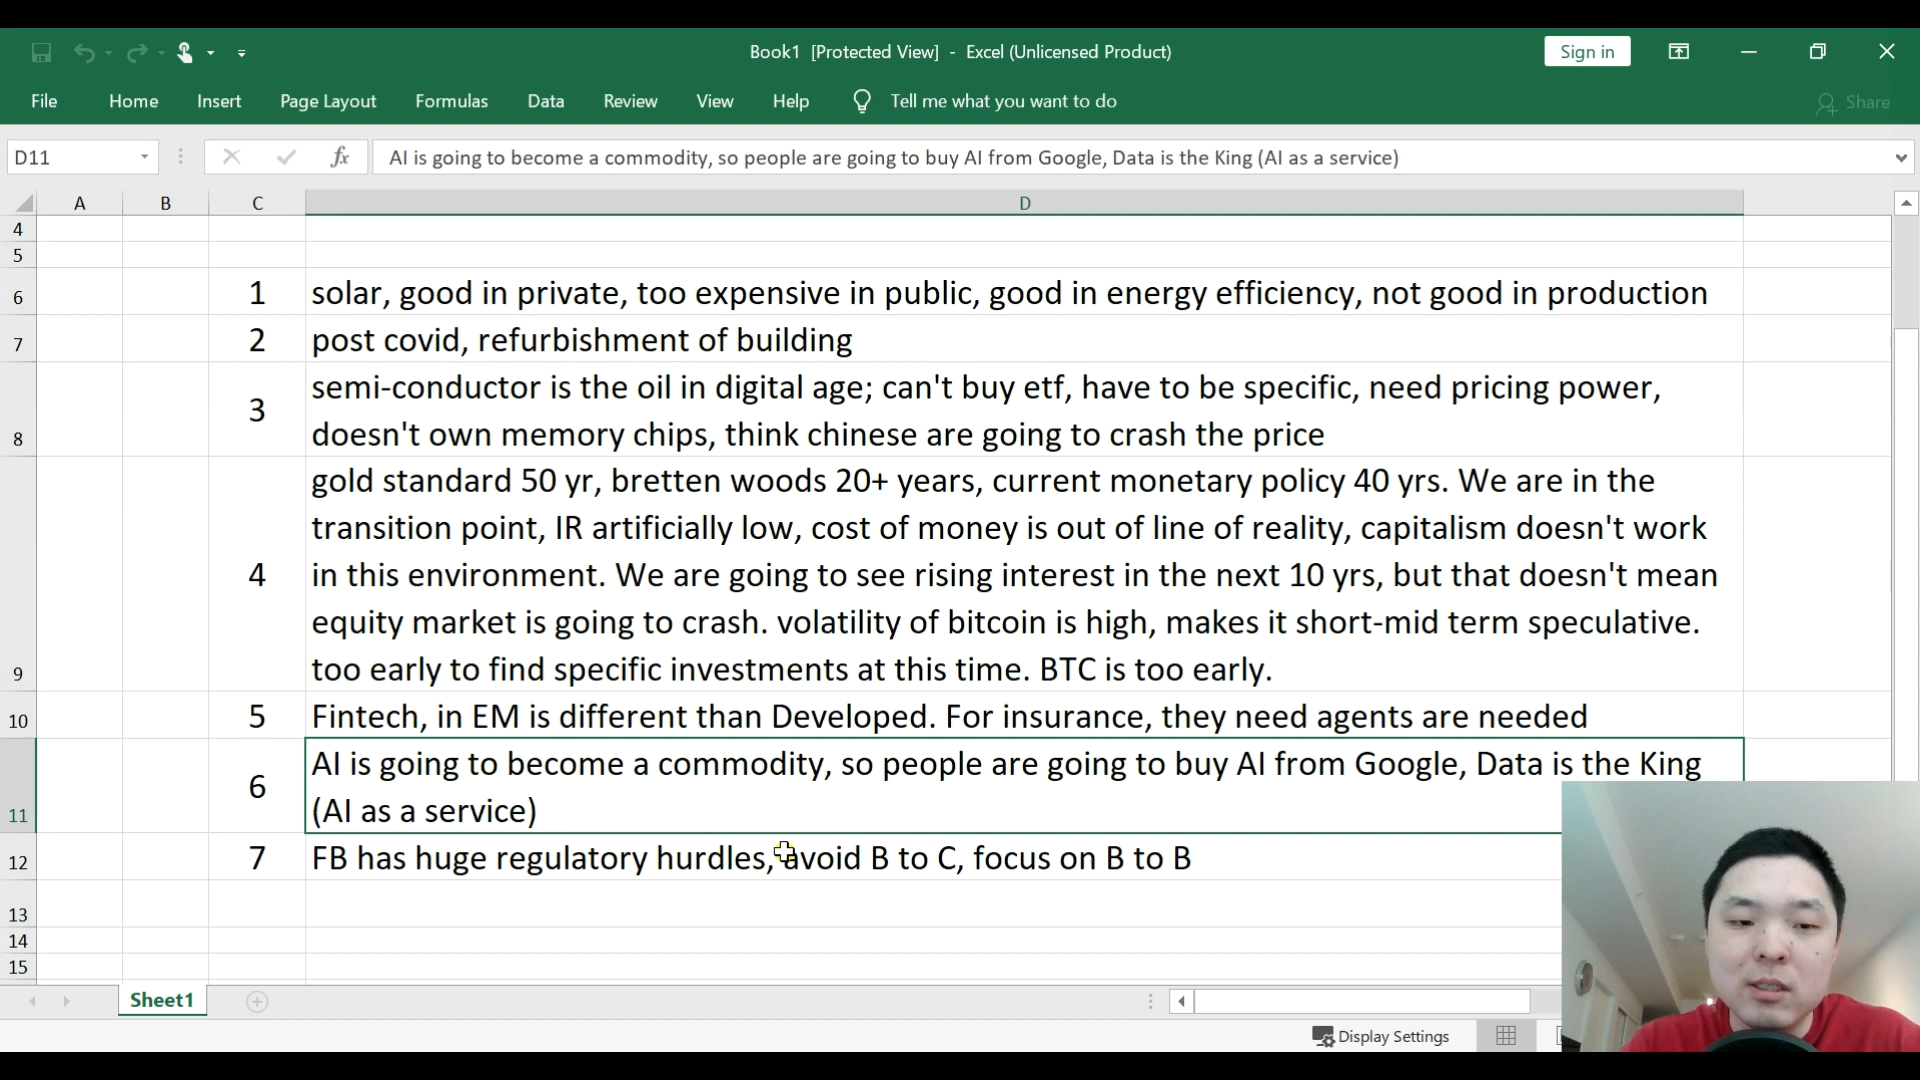 Book1 [Protected View] - Excel (Unlicensed Product)
Sign in
File Home Insert Page Layout Formulas Data Review View Help Tell me what you want to do
Share
D11
fx
AI is going to become a commodity, so people are going to buy AI from Google, Data is the King (AI as a service)
A B C D
4
5
6 1 solar, good in private, too expensive in public, good in energy efficiency, not good in production
7 2 post covid, refurbishment of building
3 semi-conductor is the oil in digital age; can't buy etf, have to be specific, need pricing power,
8 doesn't own memory chips, think chinese are going to crash the price
gold standard 50 yr, bretten woods 20+ years, current monetary policy 40 yrs. We are in the
transition point, IR artificially low, cost of money is out of line of reality, capitalism doesn't work
4 in this environment. We are going to see rising interest in the next 10 yrs, but that doesn't mean
equity market is going to crash. volatility of bitcoin is high, makes it short-mid term speculative.
9 too early to find specific investments at this time. BTC is too early.
10 5 Fintech, in EM is different than Developed. For insurance, they need agents are needed
6 AI is going to become a commodity, so people are going to buy AI from Google, Data is the King
11 (AI as a service)
12 7 FB has huge regulatory hurdles, avoid B to C, focus on B to B
13
14
15
Sheet1
Display Settings